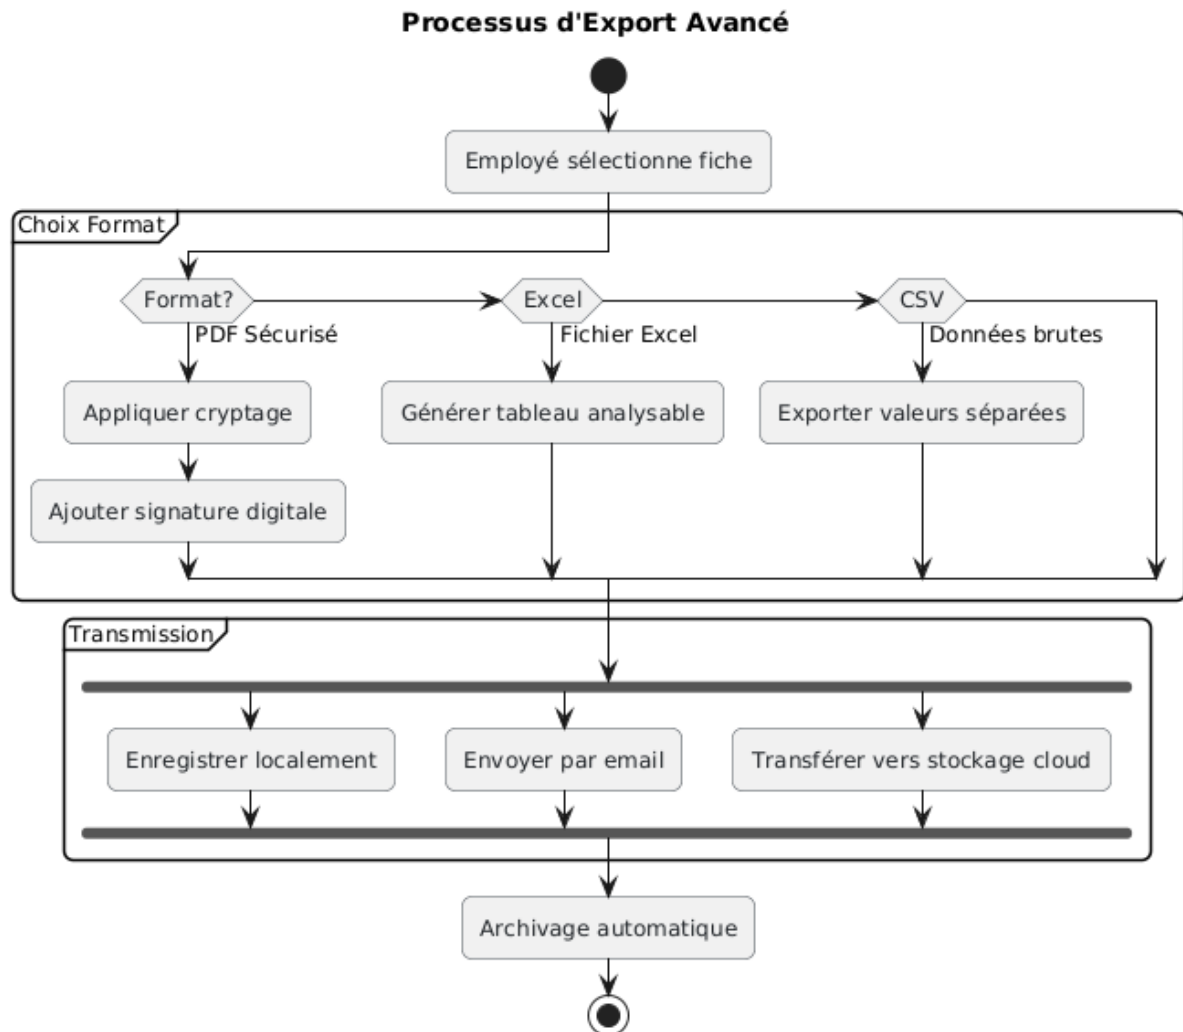 Processus d'Export Avancé
Employé sélectionne fiche
Choix Format
Format?
Excel
CSV
PDF Sécurisé
Fichier Excel
Données brutes
Appliquer cryptage
Générer tableau analysable
Exporter valeurs séparées
Ajouter signature digitale
Transmission
Enregistrer localement
Envoyer par email
Transférer vers stockage cloud
Archivage automatique